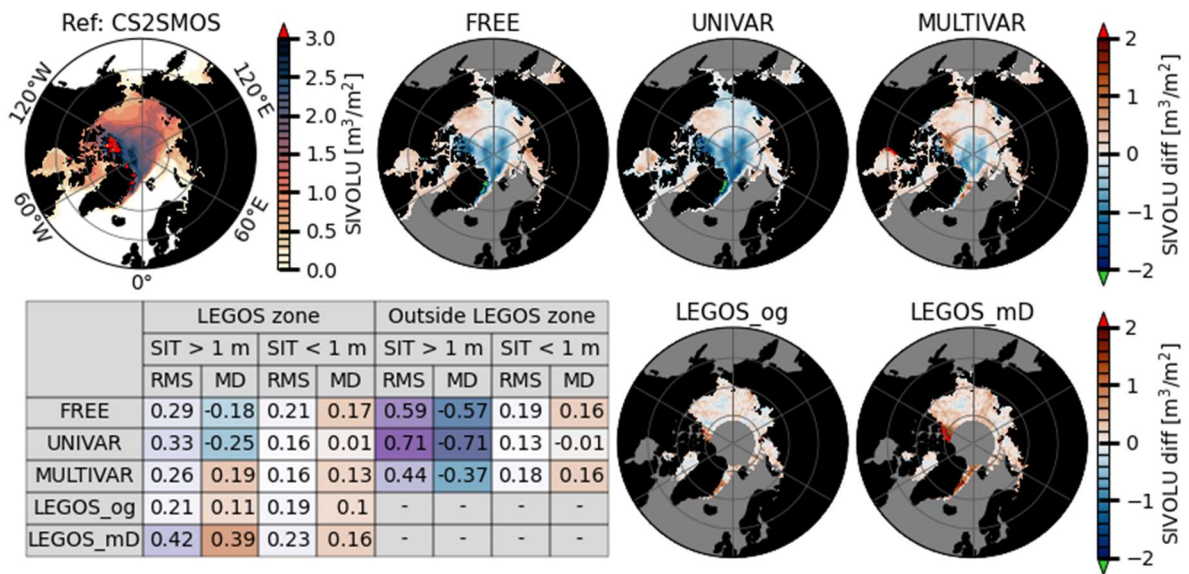 Ref: CS2SMOS
FREE
UNIVAR
MULTIVAR
120°W
120°E
60°W
60°E
0°
3.0
2.5
2.0
1.5
1.0
0.5
0.0
SIVOLU [m³/m²]
2
1
0
−1
−2
SIVOLU diff [m³/m²]
LEGOS zone Outside LEGOS zone
SIT > 1 m SIT < 1 m SIT > 1 m SIT < 1 m
RMS MD RMS MD RMS MD RMS MD
FREE 0.29 -0.18 0.21 0.17 0.59 -0.57 0.19 0.16
UNIVAR 0.33 -0.25 0.16 0.01 0.71 -0.71 0.13 -0.01
MULTIVAR 0.26 0.19 0.16 0.13 0.44 -0.37 0.18 0.16
LEGOS_og 0.21 0.11 0.19 0.1 - - - -
LEGOS_mD 0.42 0.39 0.23 0.16 - - - -
LEGOS_og
LEGOS_mD
2
1
0
−1
−2
SIVOLU diff [m³/m²]